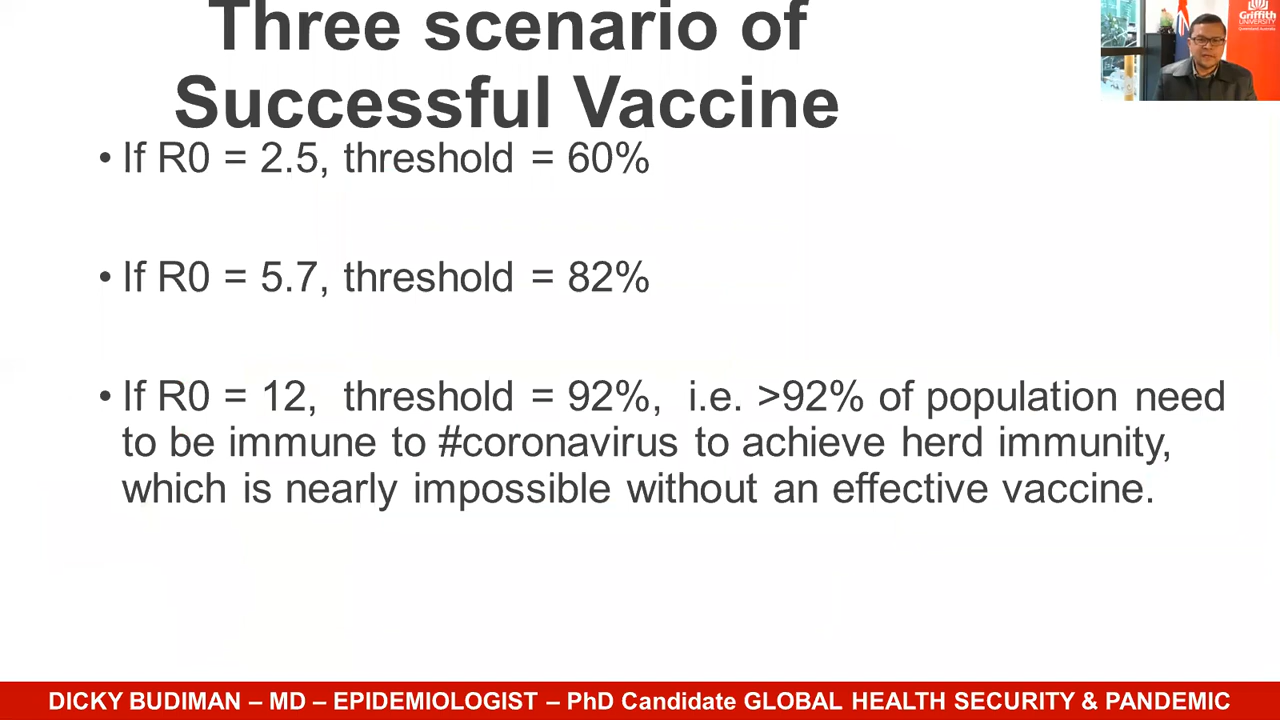 Three scenario of
Successful Vaccine
• If R0 = 2.5, threshold = 60%
• If R0 = 5.7, threshold = 82%
• If R0 = 12, threshold = 92%, i.e. >92% of population need
to be immune to #coronavirus to achieve herd immunity,
which is nearly impossible without an effective vaccine.
Griffith
UNIVERSITY
DICKY BUDIMAN – MD – EPIDEMIOLOGIST – PhD Candidate GLOBAL HEALTH SECURITY & PANDEMIC